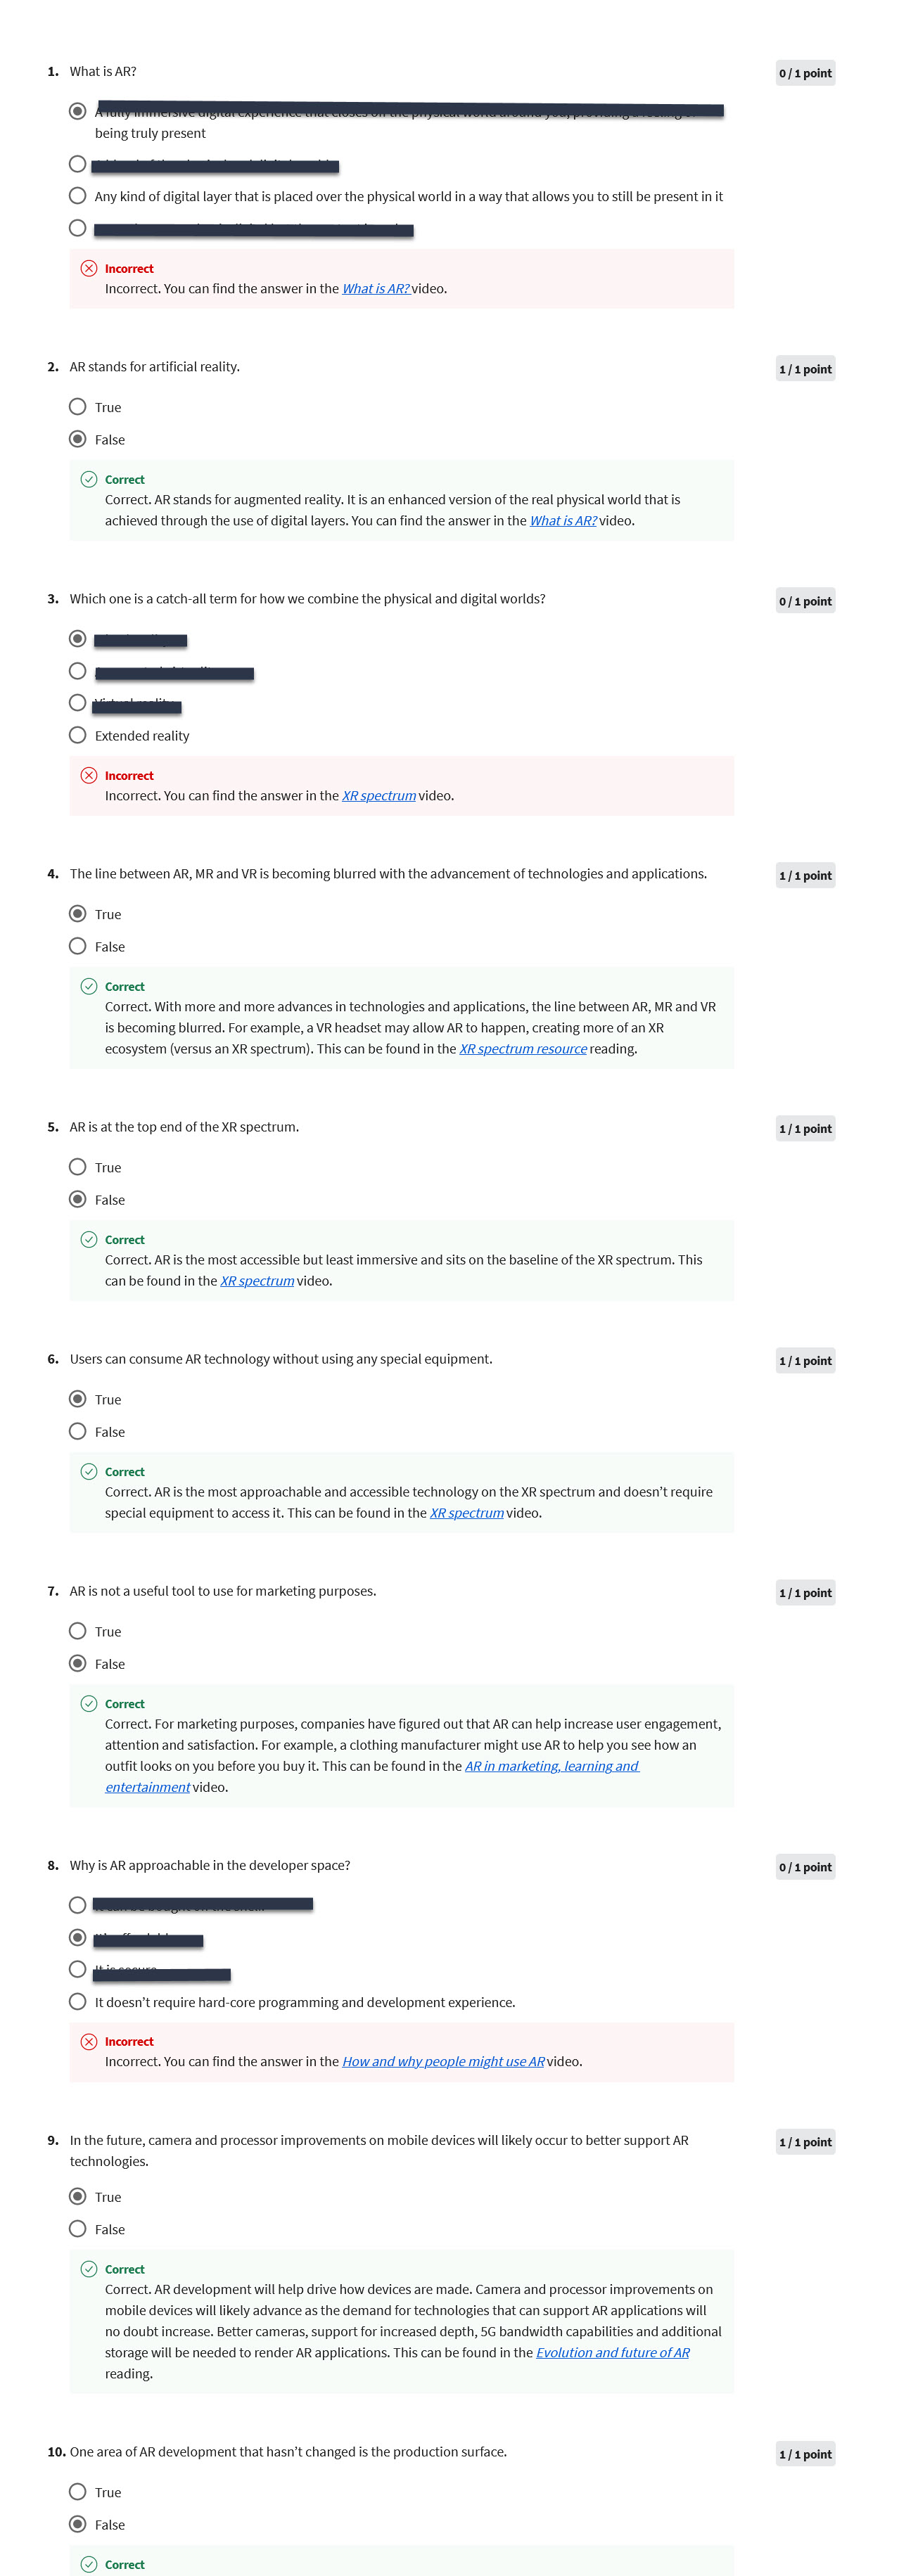 1. What is AR?
0 / 1 point
A fully immersive digital experience that closes off the physical world around you, providing a feeling of
being truly present
Any kind of digital layer that is placed over the physical world in a way that allows you to still be present in it
Incorrect
Incorrect. You can find the answer in the What is AR? video.
2. AR stands for artificial reality.
1 / 1 point
True
False
Correct
Correct. AR stands for augmented reality. It is an enhanced version of the real physical world that is
achieved through the use of digital layers. You can find the answer in the What is AR? video.
3. Which one is a catch-all term for how we combine the physical and digital worlds?
0 / 1 point
Virtual reality
Extended reality
Incorrect
Incorrect. You can find the answer in the XR spectrum video.
4. The line between AR, MR and VR is becoming blurred with the advancement of technologies and applications.
1 / 1 point
True
False
Correct
Correct. With more and more advances in technologies and applications, the line between AR, MR and VR
is becoming blurred. For example, a VR headset may allow AR to happen, creating more of an XR
ecosystem (versus an XR spectrum). This can be found in the XR spectrum resource reading.
5. AR is at the top end of the XR spectrum.
1 / 1 point
True
False
Correct
Correct. AR is the most accessible but least immersive and sits on the baseline of the XR spectrum. This
can be found in the XR spectrum video.
6. Users can consume AR technology without using any special equipment.
1 / 1 point
True
False
Correct
Correct. AR is the most approachable and accessible technology on the XR spectrum and doesn’t require
special equipment to access it. This can be found in the XR spectrum video.
7. AR is not a useful tool to use for marketing purposes.
1 / 1 point
True
False
Correct
Correct. For marketing purposes, companies have figured out that AR can help increase user engagement,
attention and satisfaction. For example, a clothing manufacturer might use AR to help you see how an
outfit looks on you before you buy it. This can be found in the AR in marketing, learning and
entertainment video.
8. Why is AR approachable in the developer space?
0 / 1 point
It is secure
It doesn’t require hard-core programming and development experience.
Incorrect
Incorrect. You can find the answer in the How and why people might use AR video.
9. In the future, camera and processor improvements on mobile devices will likely occur to better support AR
technologies.
1 / 1 point
True
False
Correct
Correct. AR development will help drive how devices are made. Camera and processor improvements on
mobile devices will likely advance as the demand for technologies that can support AR applications will
no doubt increase. Better cameras, support for increased depth, 5G bandwidth capabilities and additional
storage will be needed to render AR applications. This can be found in the Evolution and future of AR
reading.
10. One area of AR development that hasn’t changed is the production surface.
1 / 1 point
True
False
Correct